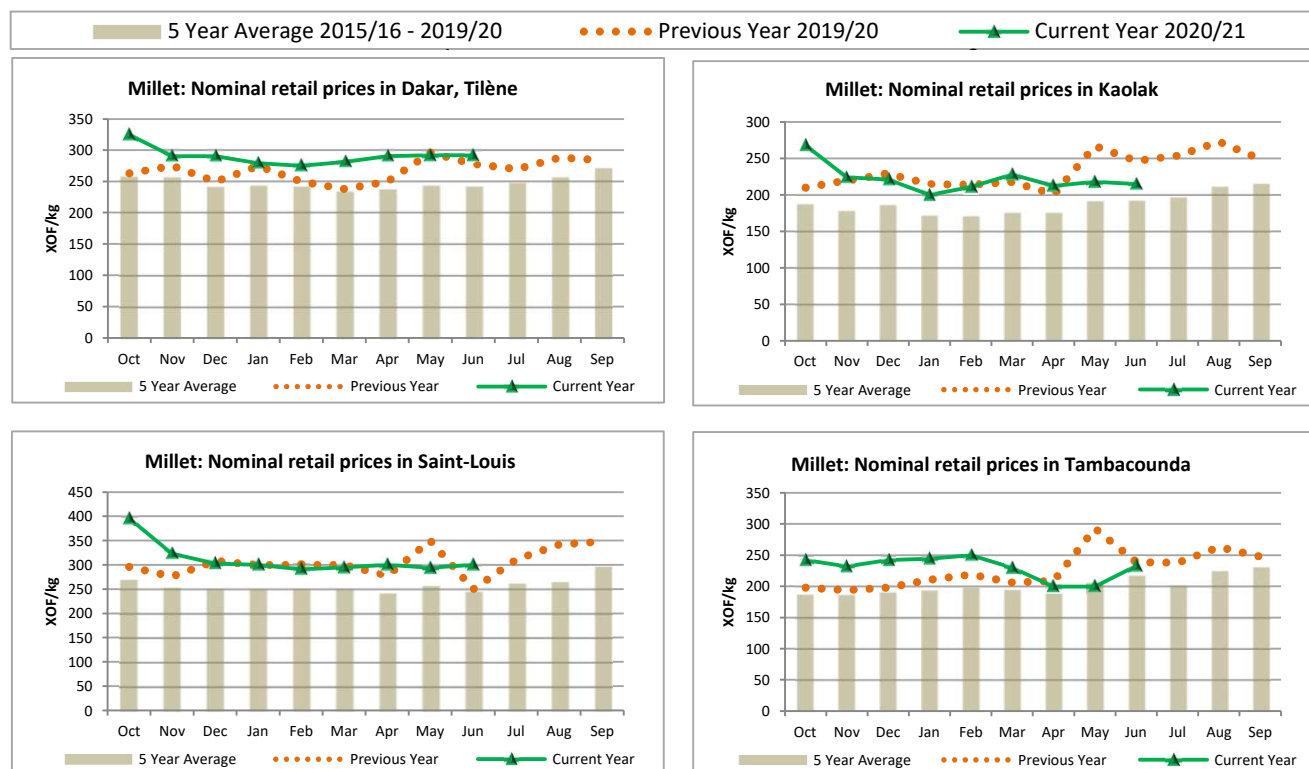 5 Year Average 2015/16 - 2019/20 Previous Year 2019/20 Current Year 2020/21
Millet: Nominal retail prices in Dakar, Tilène
XOF/kg
350
300
250
200
150
100
50
0
Oct Nov Dec Jan Feb Mar Apr May Jun Jul Aug Sep
5 Year Average Previous Year Current Year
Millet: Nominal retail prices in Kaolak
XOF/kg
300
250
200
150
100
50
0
Oct Nov Dec Jan Feb Mar Apr May Jun Jul Aug Sep
5 Year Average Previous Year Current Year
Millet: Nominal retail prices in Saint-Louis
XOF/kg
450
400
350
300
250
200
150
100
50
0
Oct Nov Dec Jan Feb Mar Apr May Jun Jul Aug Sep
5 Year Average Previous Year Current Year
Millet: Nominal retail prices in Tambacounda
XOF/kg
350
300
250
200
150
100
50
0
Oct Nov Dec Jan Feb Mar Apr May Jun Jul Aug Sep
5 Year Average Previous Year Current Year